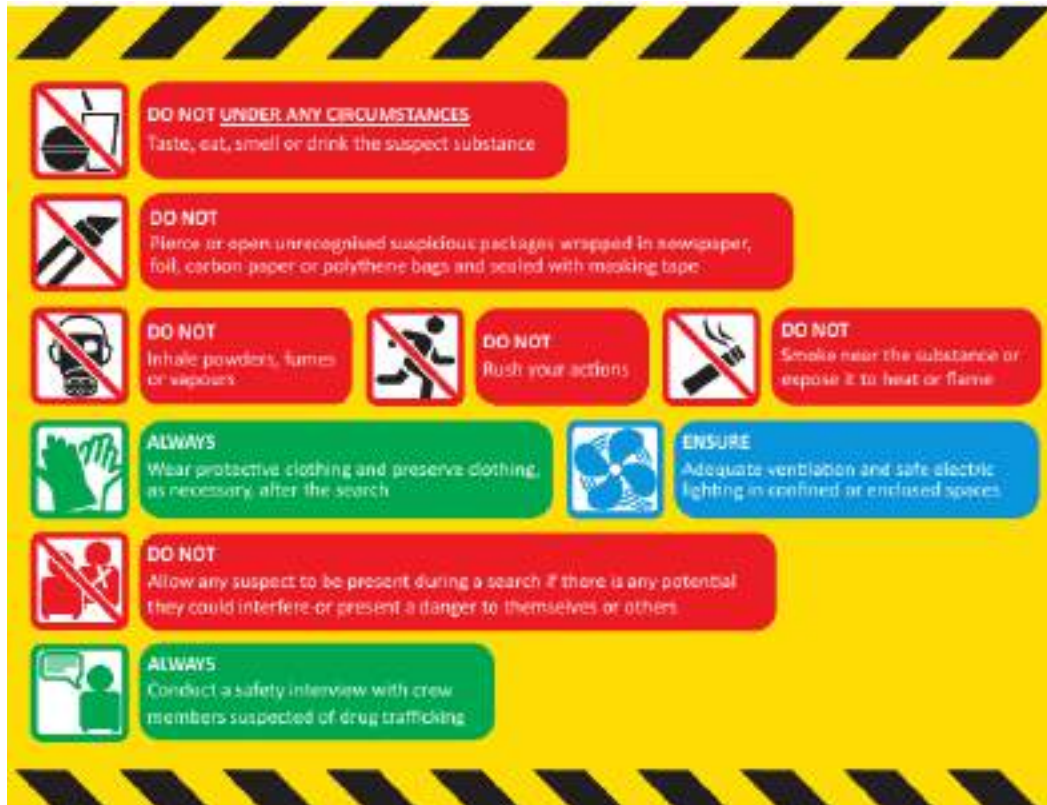 DO NOT UNDER ANY CIRCUMSTANCES
Taste, eat, smell or drink the suspect substance
DO NOT
Pierce or open unrecognised suspicious packages wrapped in newspaper,
foil, carbon paper or polythene bags and sealed with masking tape
DO NOT
Inhale powders, fumes
or vapours
DO NOT
Rush your actions
DO NOT
Smoke near the substance or
expose it to heat or flame
ALWAYS
Wear protective clothing and preserve clothing,
as necessary, after the search
ENSURE
Adequate ventilation and safe electric
lighting in confined or enclosed spaces
DO NOT
Allow any suspect to be present during a search if there is any potential
they could interfere or present a danger to themselves or others
ALWAYS
Conduct a safety interview with crew
members suspected of drug trafficking